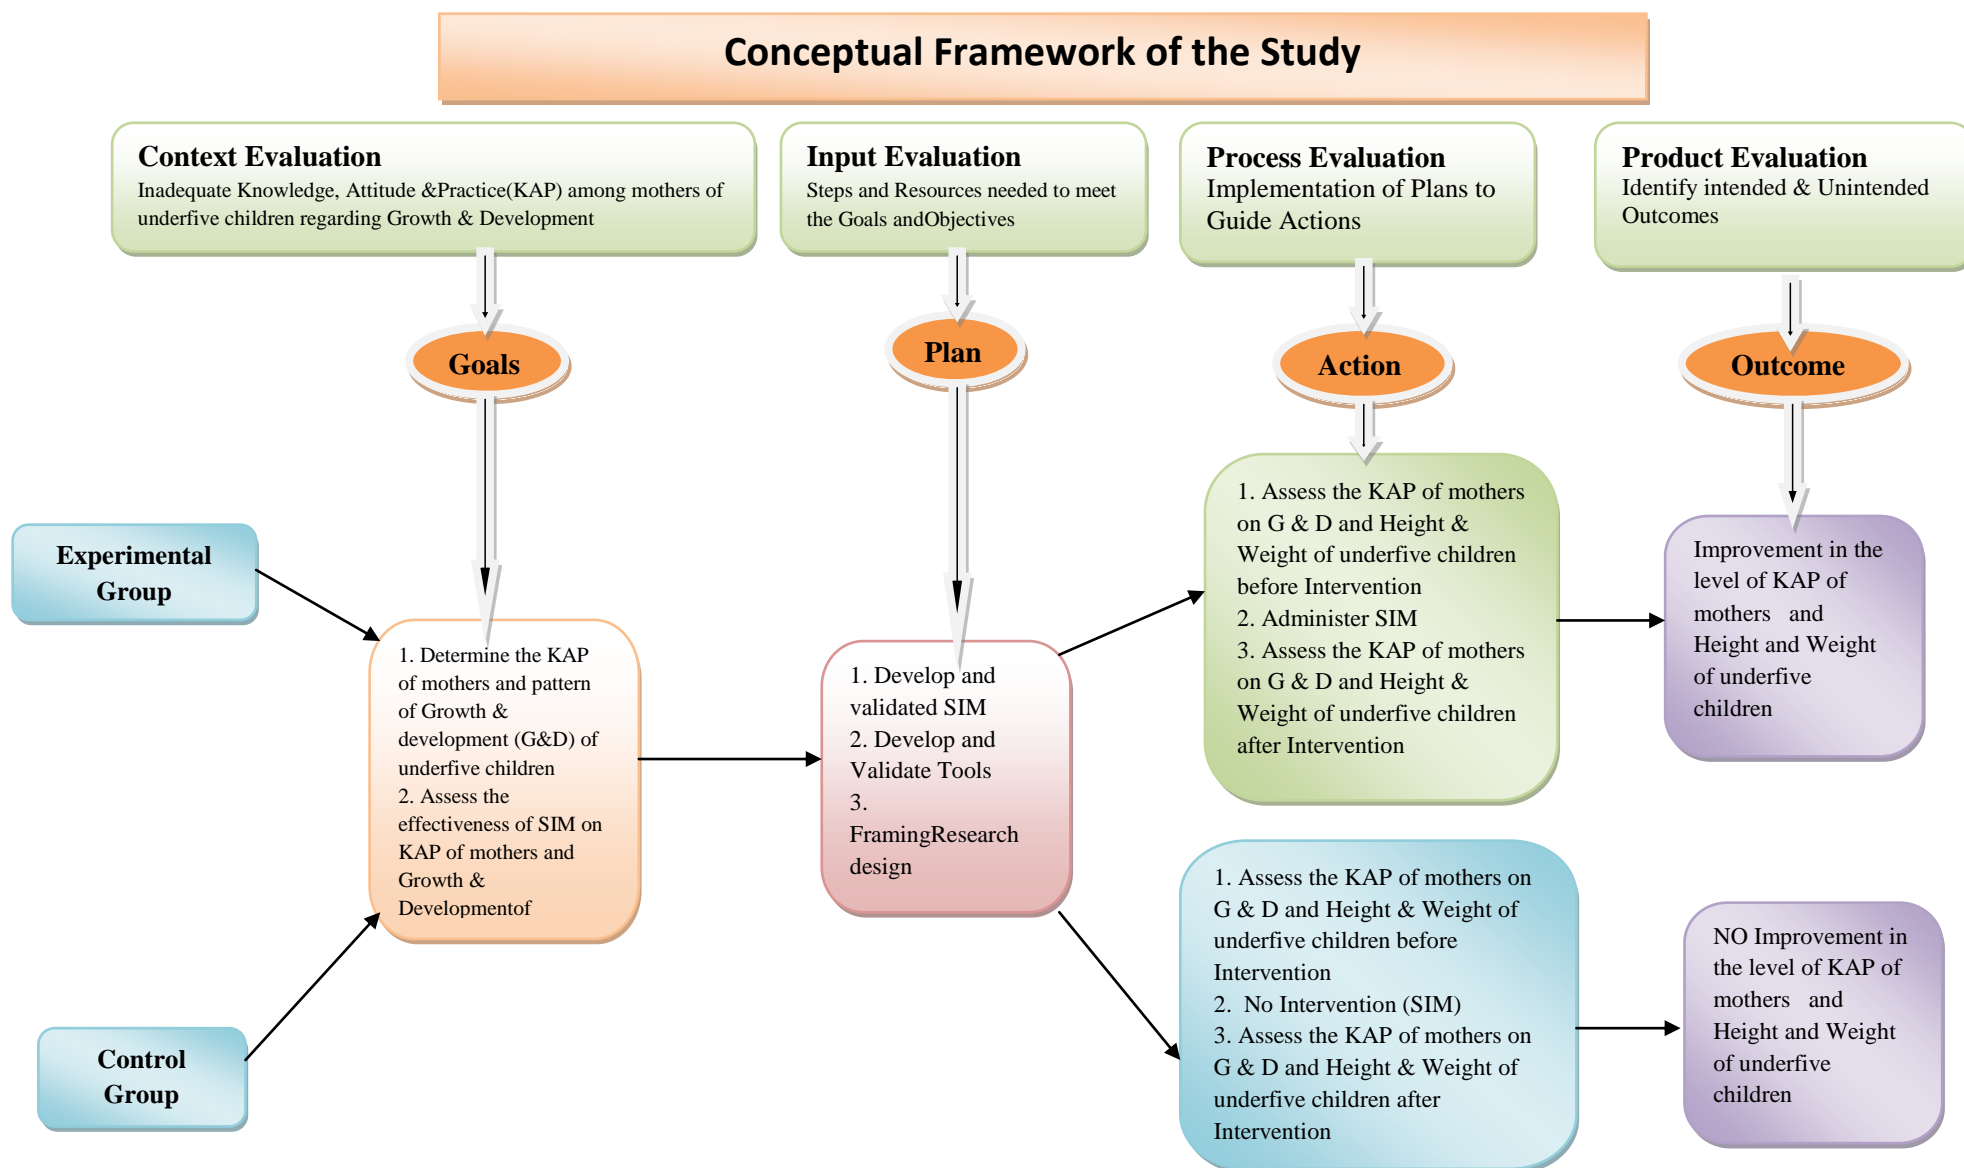 Conceptual Framework of the Study
Context Evaluation
Inadequate Knowledge, Attitude &Practice(KAP) among mothers of
underfive children regarding Growth & Development
Input Evaluation
Steps and Resources needed to meet
the Goals andObjectives
Process Evaluation
Implementation of Plans to
Guide Actions
Product Evaluation
Identify intended & Unintended
Outcomes
Goals
Plan
Action
Outcome
Experimental
Group
Control
Group
1. Determine the KAP
of mothers and pattern
of Growth &
development (G&D) of
underfive children
2. Assess the
effectiveness of SIM on
KAP of mothers and
Growth &
Developmentof
1. Develop and
validated SIM
2. Develop and
Validate Tools
3.
FramingResearch
design
1. Assess the KAP of mothers
on G & D and Height &
Weight of underfive children
before Intervention
2. Administer SIM
3. Assess the KAP of mothers
on G & D and Height &
Weight of underfive children
after Intervention
Improvement in the
level of KAP of
mothers and
Height and Weight
of underfive
children
1. Assess the KAP of mothers on
G & D and Height & Weight of
underfive children before
Intervention
2. No Intervention (SIM)
3. Assess the KAP of mothers on
G & D and Height & Weight of
underfive children after
Intervention
NO Improvement in
the level of KAP of
mothers and
Height and Weight
of underfive
children